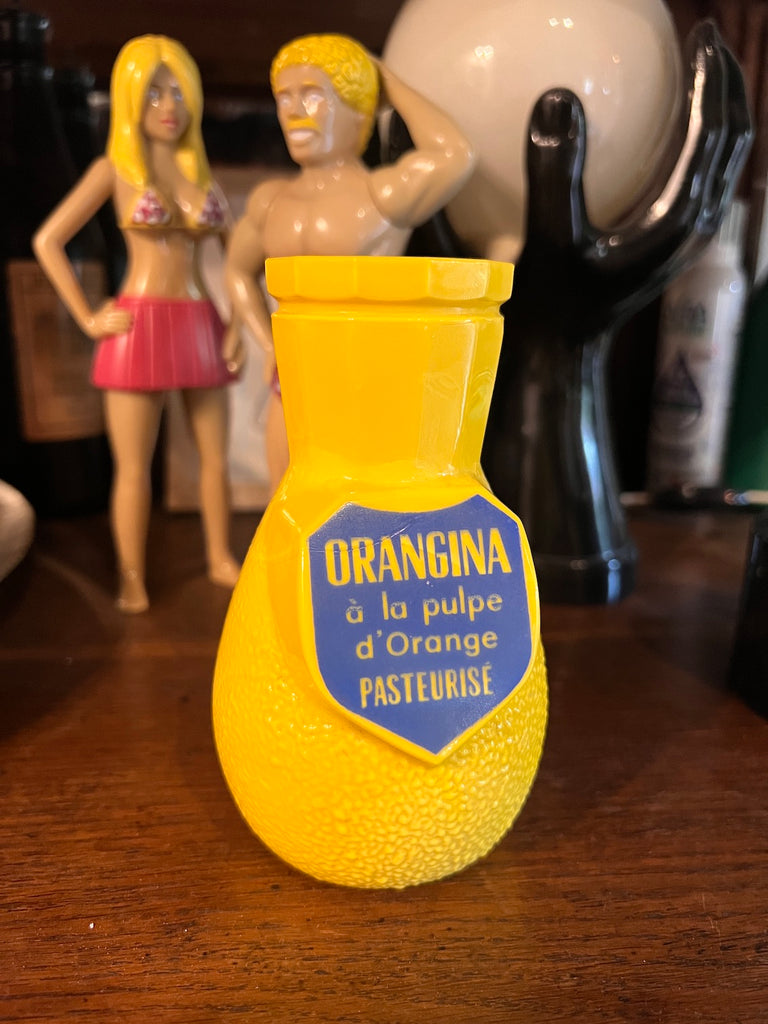 ORANGINA
à la pulpe
d'Orange
PASTEURISÉ